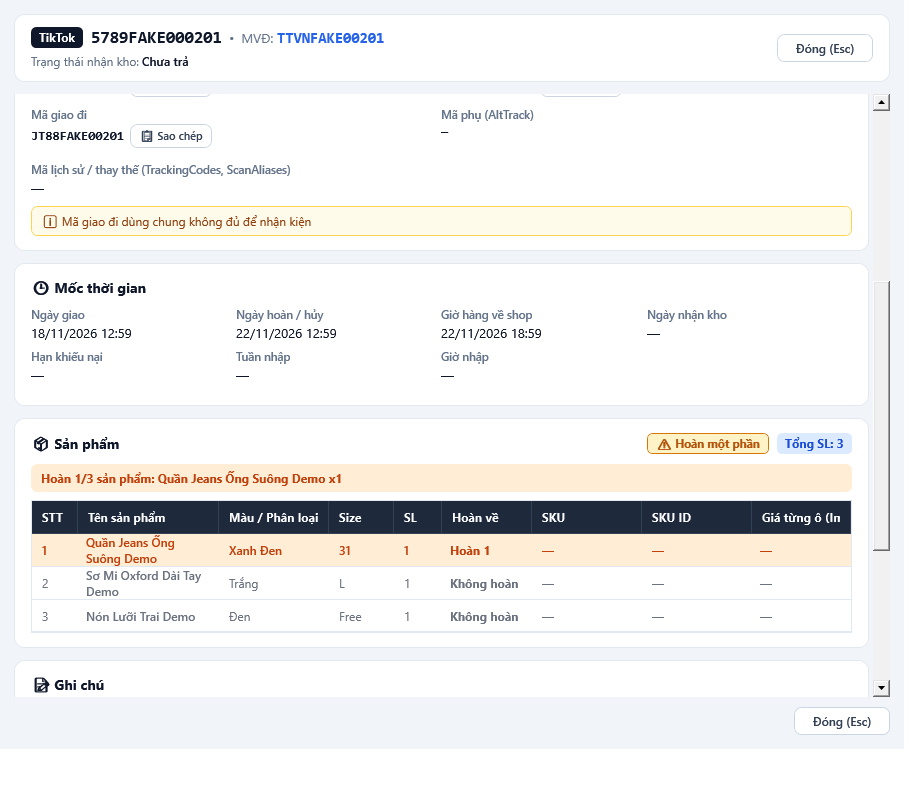 TikTok 5789FAKE000201 • MVĐ: TTVNFAKE00201
Trạng thái nhận kho: Chưa trả
Đóng (Esc)
Mã giao đi
Mã phụ (AltTrack)
JT88FAKE00201
Sao chép
—
Mã lịch sử / thay thế (TrackingCodes, ScanAliases)
—
Mã giao đi dùng chung không đủ để nhận kiện
Mốc thời gian
Ngày giao
Ngày hoàn / hủy
Giờ hàng về shop
Ngày nhận kho
18/11/2026 12:59
22/11/2026 12:59
22/11/2026 18:59
—
Hạn khiếu nại
Tuần nhập
Giờ nhập
—
—
—
Sản phẩm
Hoàn một phần
Tổng SL: 3
Hoàn 1/3 sản phẩm: Quần Jeans Ống Suông Demo x1
STT Tên sản phẩm Màu / Phân loại Size SL Hoàn về SKU SKU ID Giá từng ô (In
1 Quần Jeans Ống Suông Demo Xanh Đen 31 1 Hoàn 1 — — —
2 Sơ Mi Oxford Dài Tay Demo Trắng L 1 Không hoàn — — —
3 Nón Lưỡi Trai Demo Đen Free 1 Không hoàn — — —
Ghi chú
Đóng (Esc)